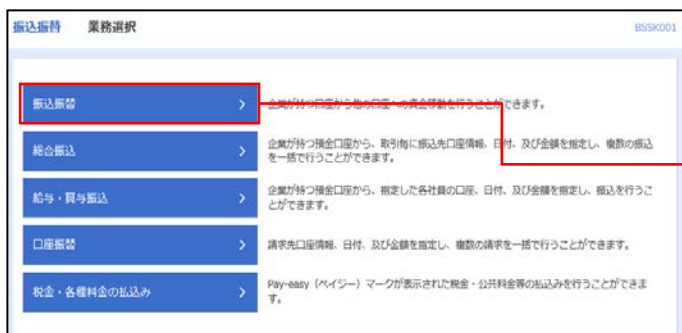 振込振替 業務選択 BSSK001
振込振替 >
企業が持つ口座から他の口座への資金移動を行うことができます。
総合振込 >
企業が持つ預金口座から、取引毎に振込先口座情報、日付、及び金額を指定し、複数の振込
を一括で行うことができます。
給与・賞与振込 >
企業が持つ預金口座から、指定した各社員の口座、日付、及び金額を指定し、振込を行うこ
とができます。
口座振替 >
請求先口座情報、日付、及び金額を指定し、複数の請求を一括で行うことができます。
税金・各種料金の払込み >
Pay-easy（ペイジー）マークが表示された税金・公共料金等の払込みを行うことができま
す。